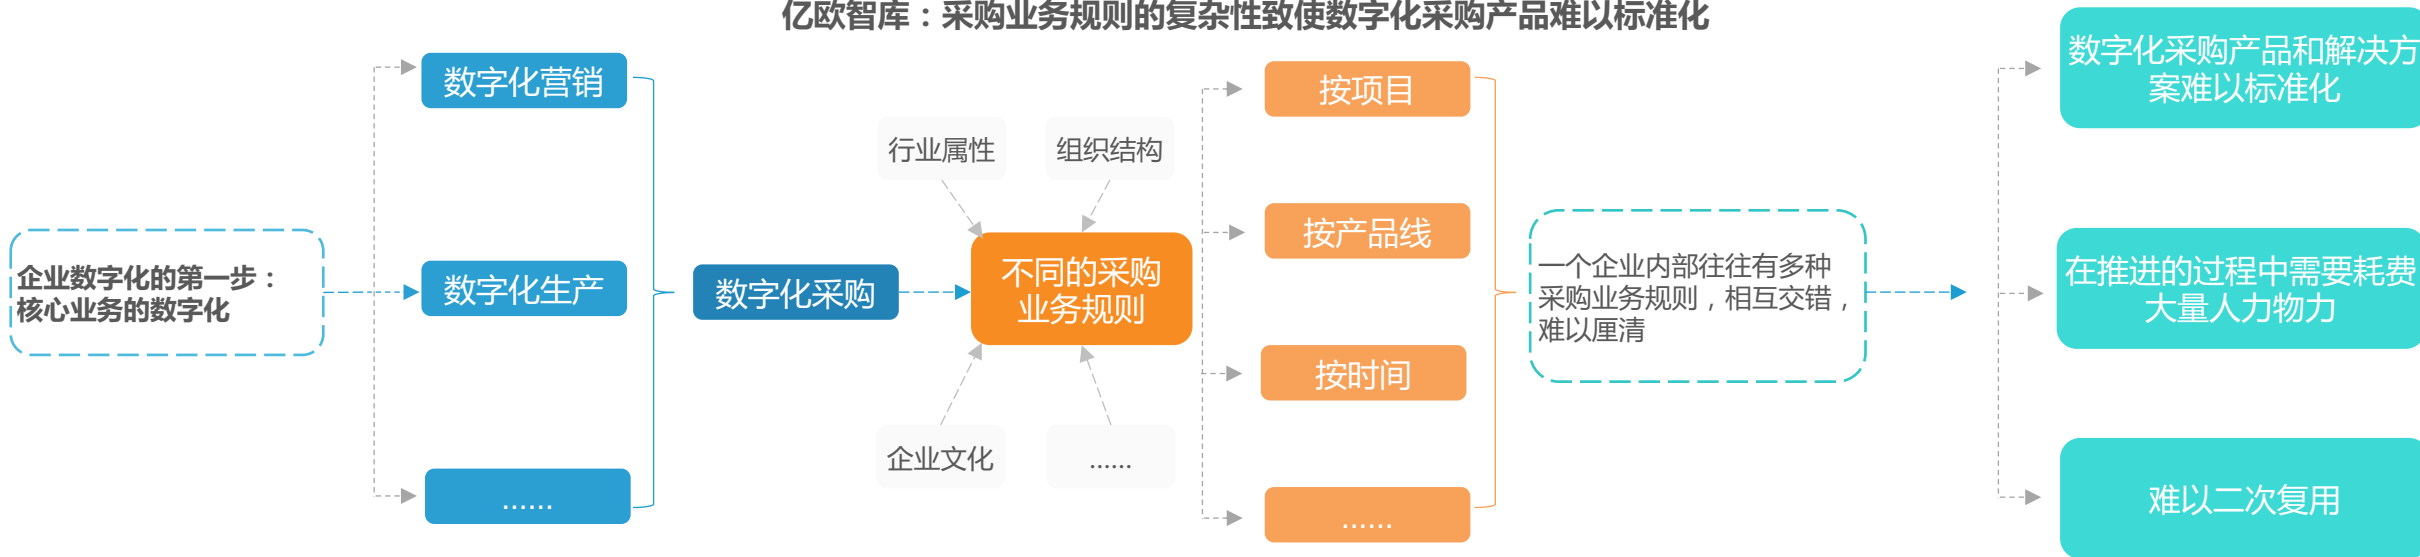 亿欧智库：采购业务规则的复杂性致使数字化采购产品难以标准化
企业数字化的第一步：
核心业务的数字化
数字化营销
数字化生产
……
数字化采购
行业属性
组织结构
不同的采购
业务规则
企业文化
……
按项目
按产品线
按时间
……
一个企业内部往往有多种
采购业务规则，相互交错，
难以厘清
数字化采购产品和解决方
案难以标准化
在推进的过程中需要耗费
大量人力物力
难以二次复用